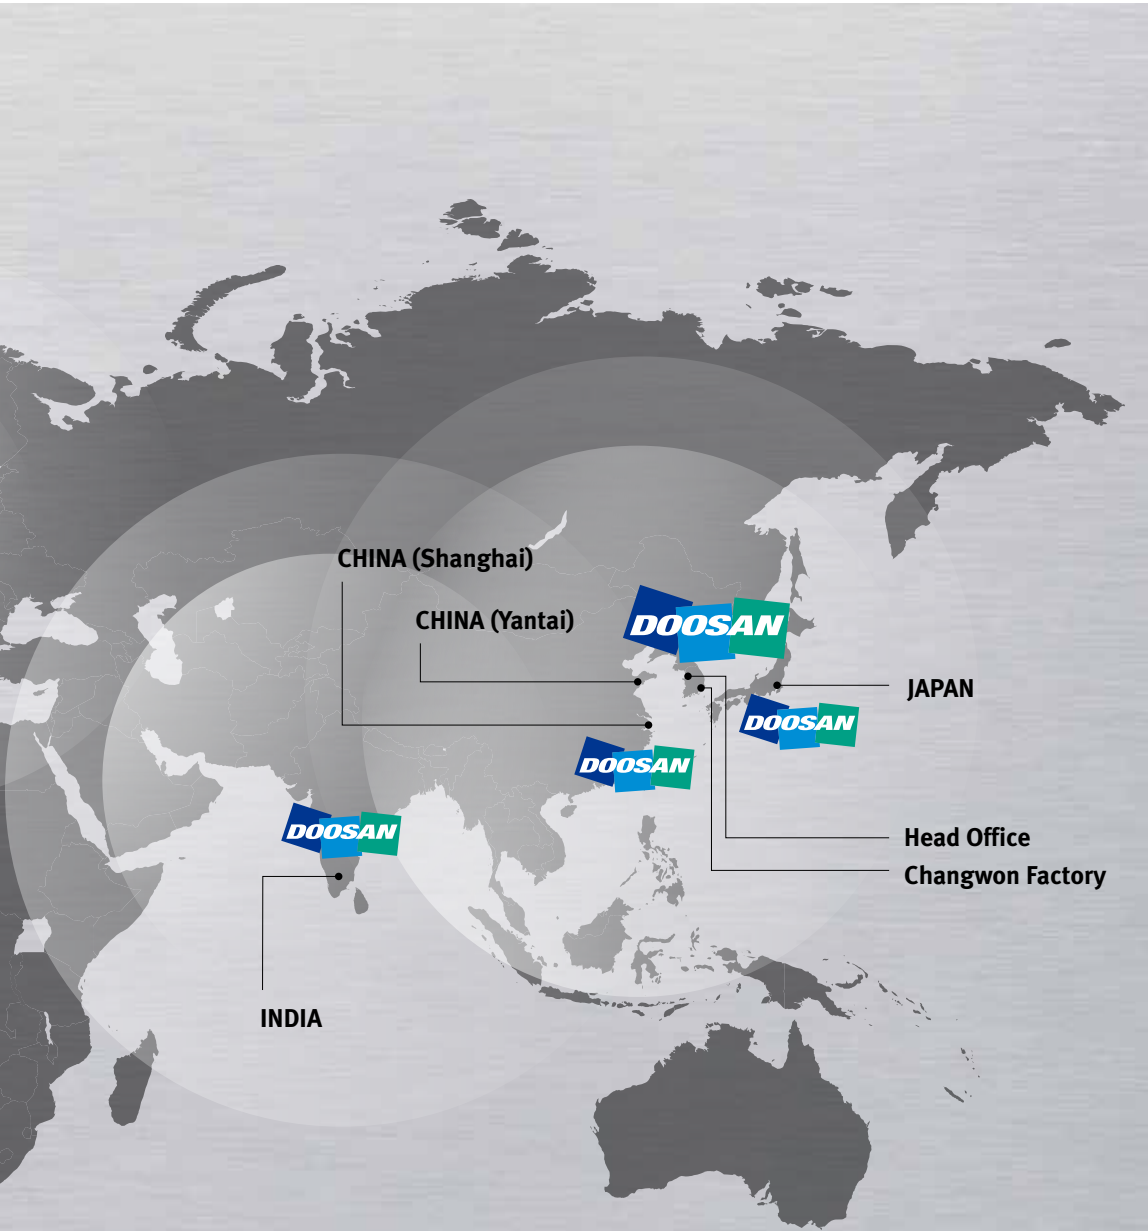 CHINA (Shanghai)
CHINA (Yantai)
DOOSAN
JAPAN
DOOSAN
DOOSAN
DOOSAN
Head Office
Changwon Factory
INDIA